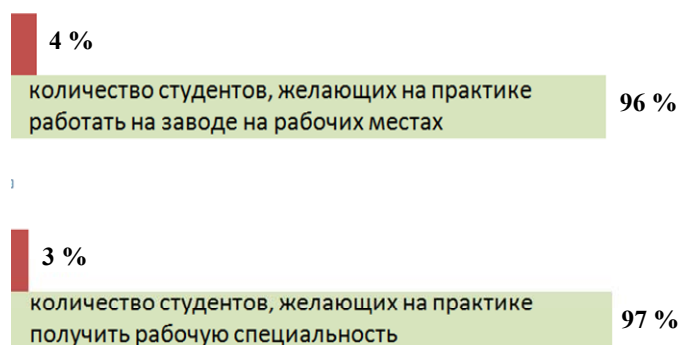 4 %
количество студентов, желающих на практике
работать на заводе на рабочих местах
96 %
3 %
количество студентов, желающих на практике
получить рабочую специальность
97 %